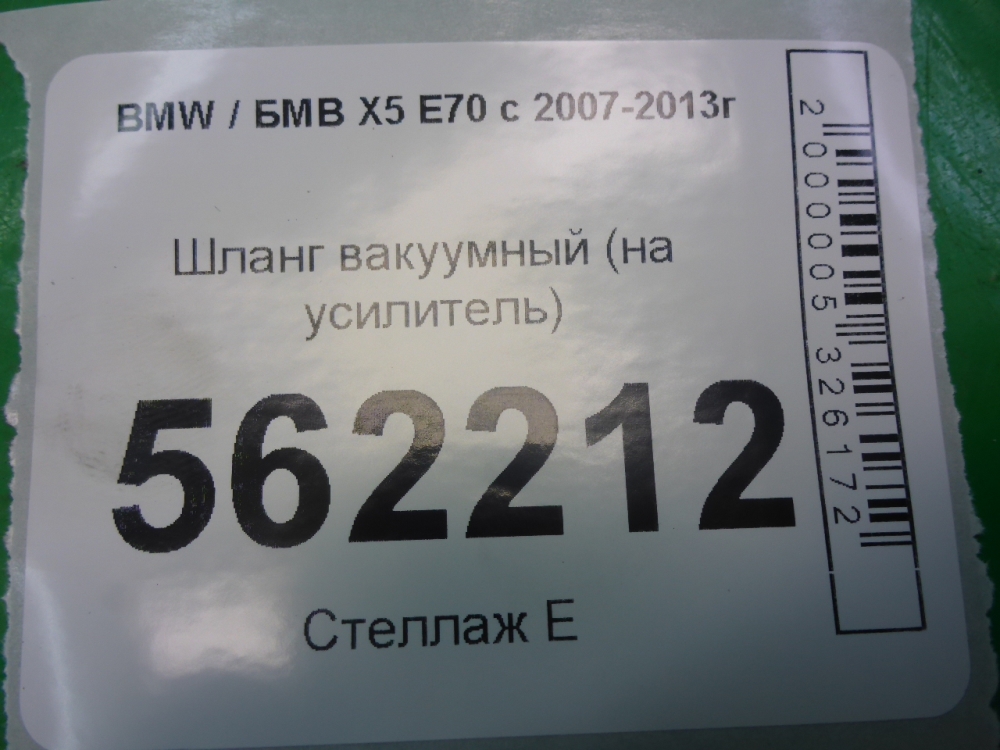 BMW / БМВ X5 E70 с 2007-2013г
Шланг вакуумный (на
усилитель)
562212
Стеллаж Е
2000005326172